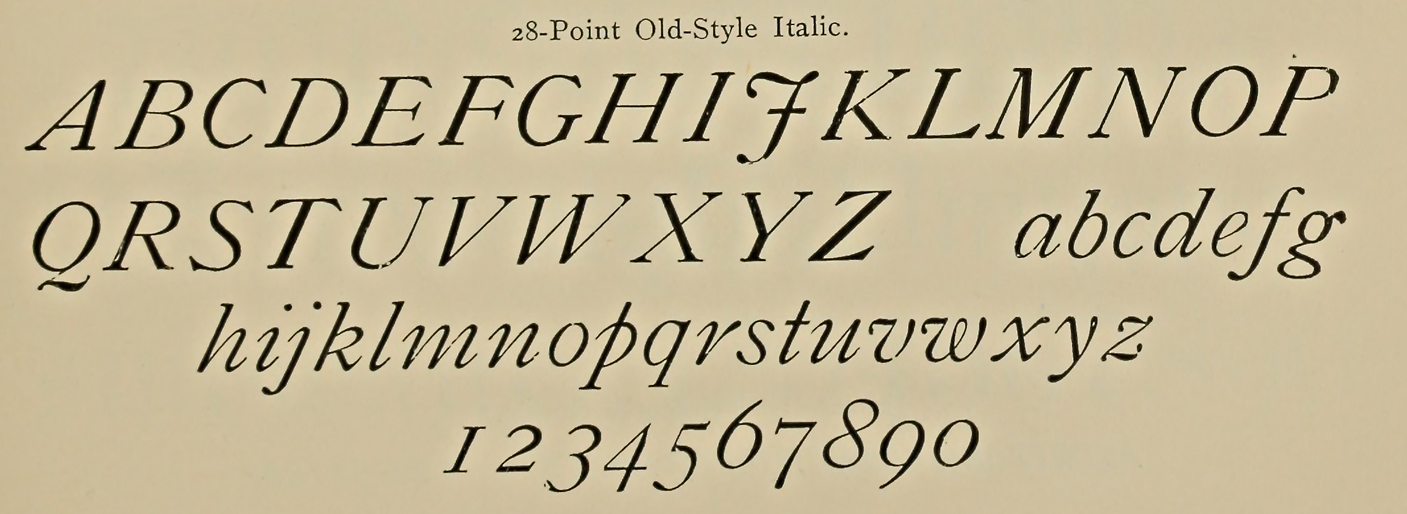 28-Point Old-Style Italic.
ABCDEFGHIJKLMNOP
QRSTUVWXYZ abcdefg
hijklmnopqrstuvwxyz
1234567890